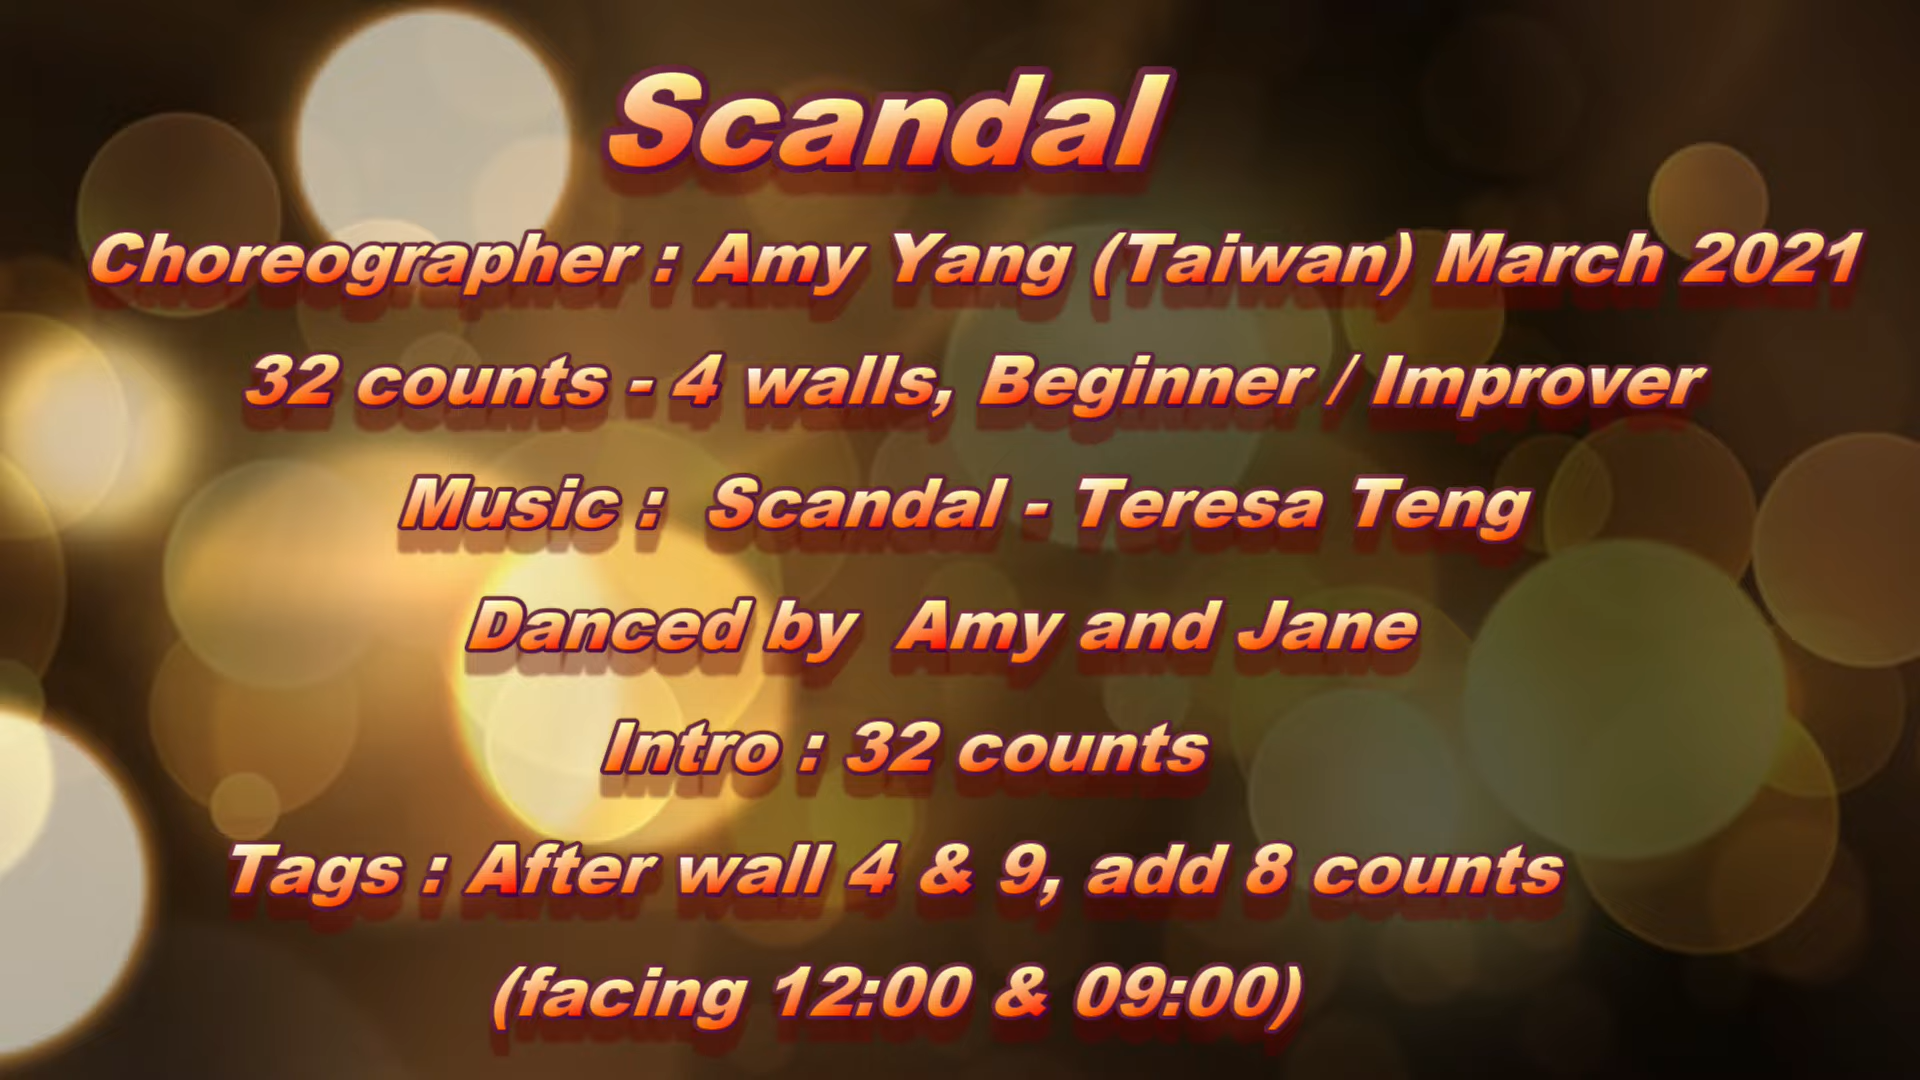 Scandal
Choreographer : Amy Yang (Taiwan) March 2021
32 counts - 4 walls, Beginner / Improver
Music :  Scandal - Teresa Teng
Danced by  Amy and Jane
Intro : 32 counts
Tags : After wall 4 & 9, add 8 counts
(facing 12:00 & 09:00)